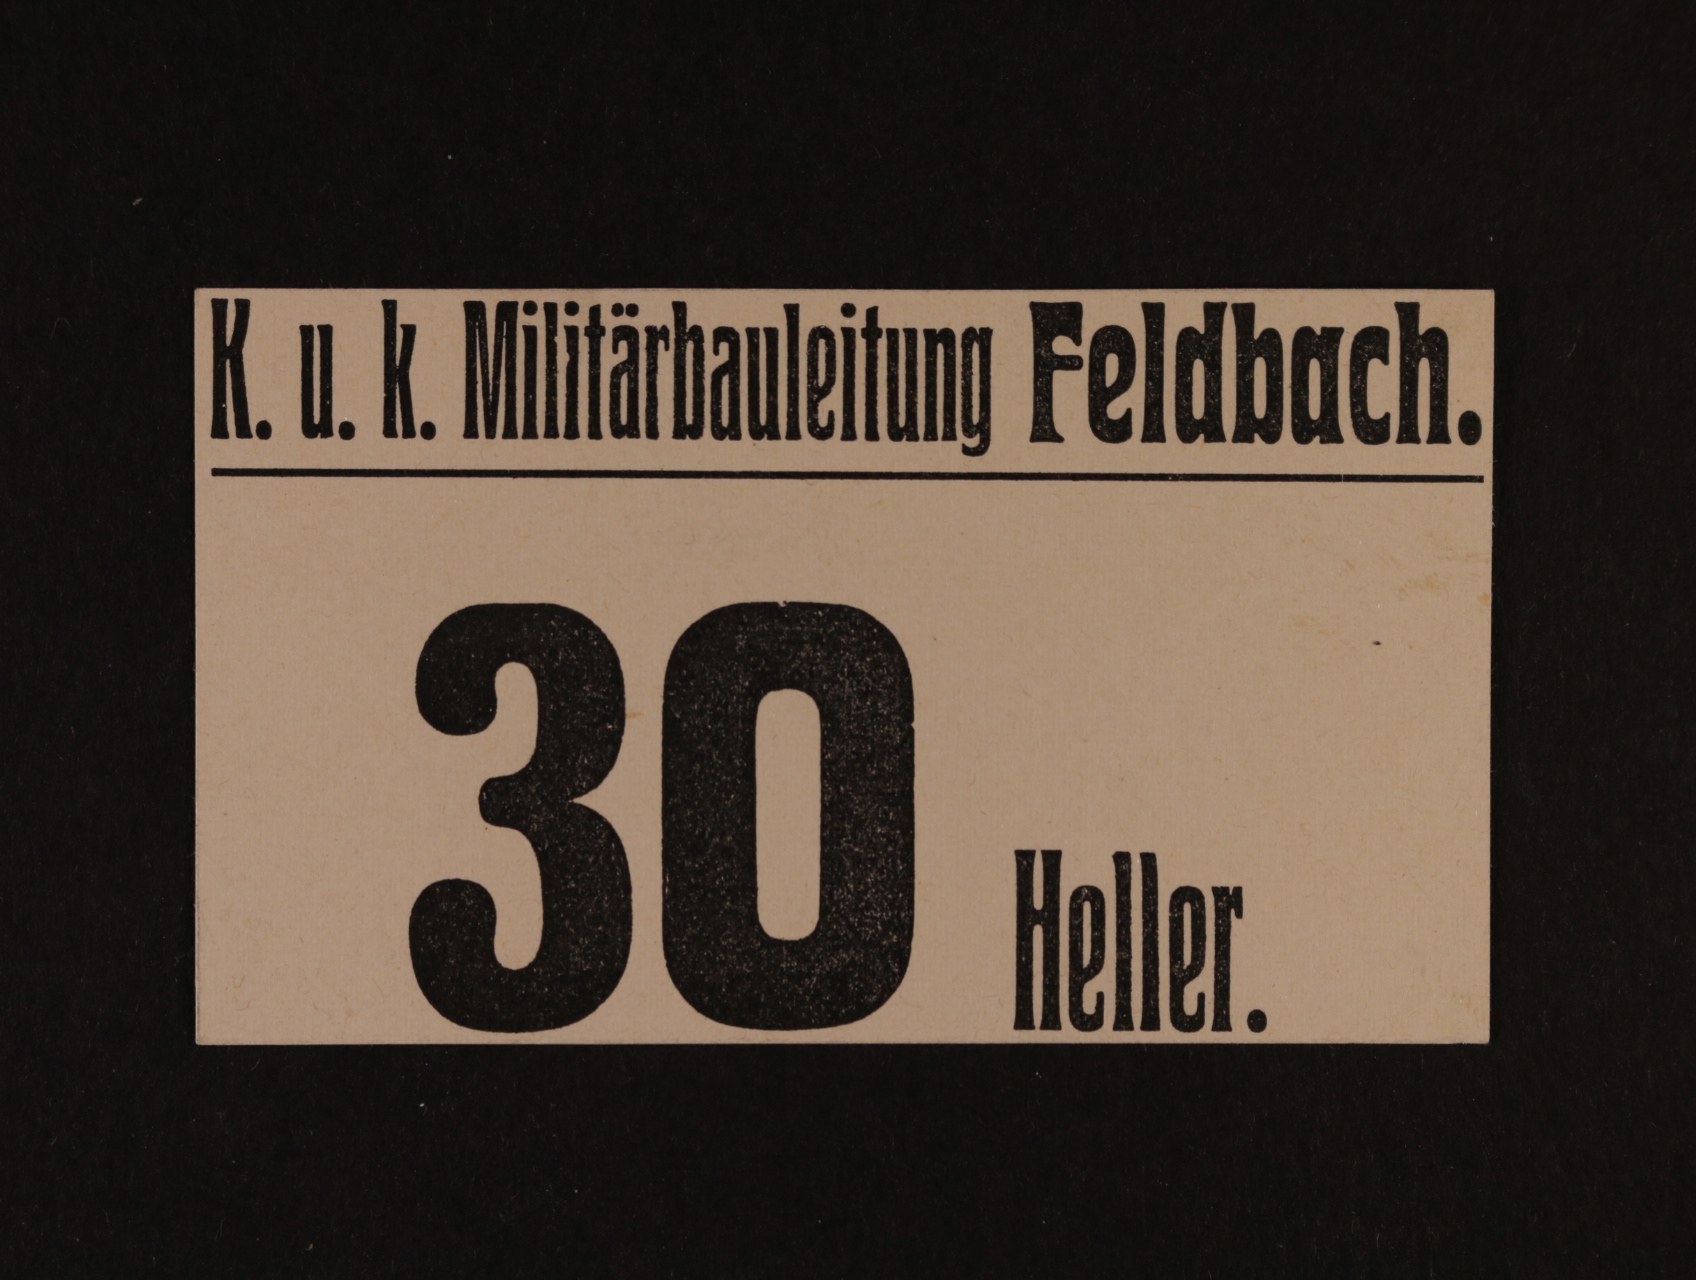 K. u. k. Militärbauleitung Feldbach.
30 Heller.